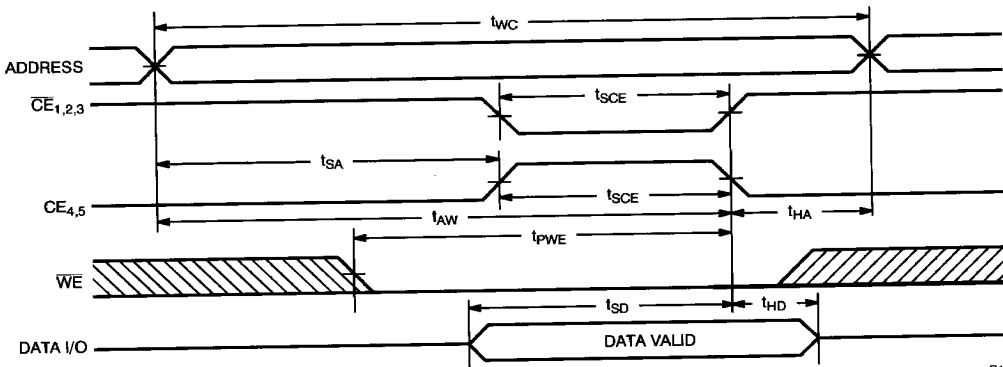 tWC
ADDRESS
CE1,2,3
tSCE
tSA
CE4,5
tSCE
tAW
tHA
tPWE
WE
tSD
tHD
DATA I/O
DATA VALID